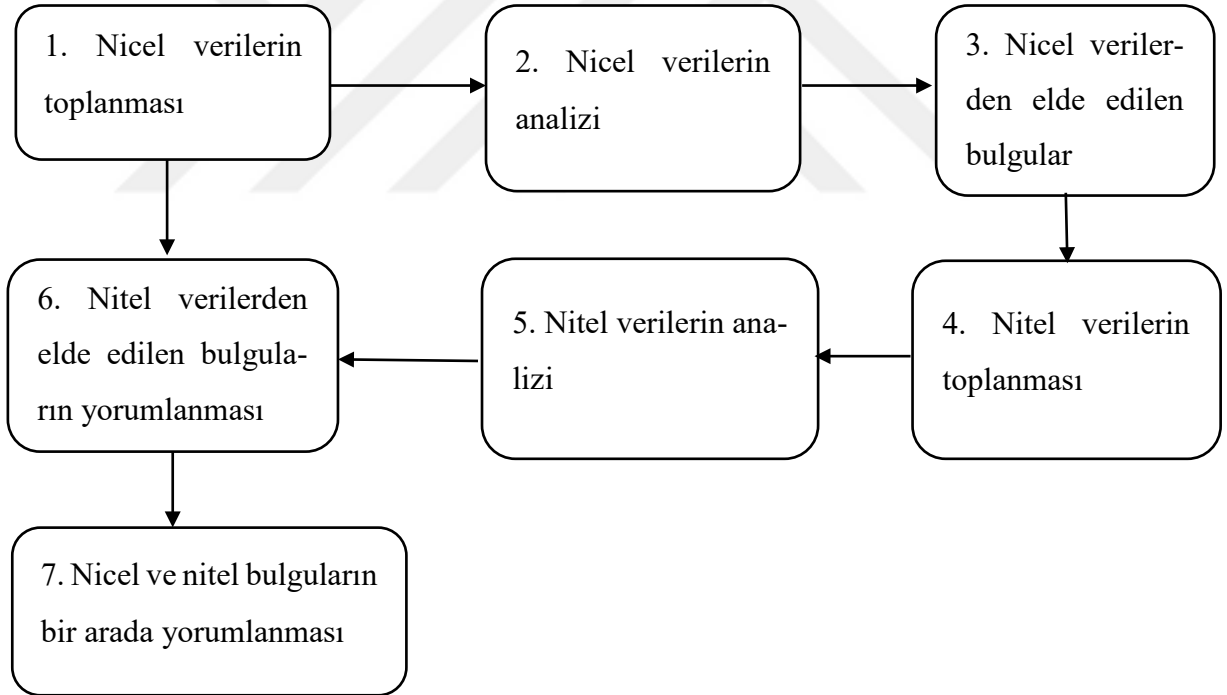 1. Nicel verilerin
toplanması
2. Nicel verilerin
analizi
3. Nicel veriler-
den elde edilen
bulgular
4. Nitel verilerin
toplanması
5. Nitel verilerin ana-
lizi
6. Nitel verilerden
elde edilen bulgula-
rın yorumlanması
7. Nicel ve nitel bulguların
bir arada yorumlanması